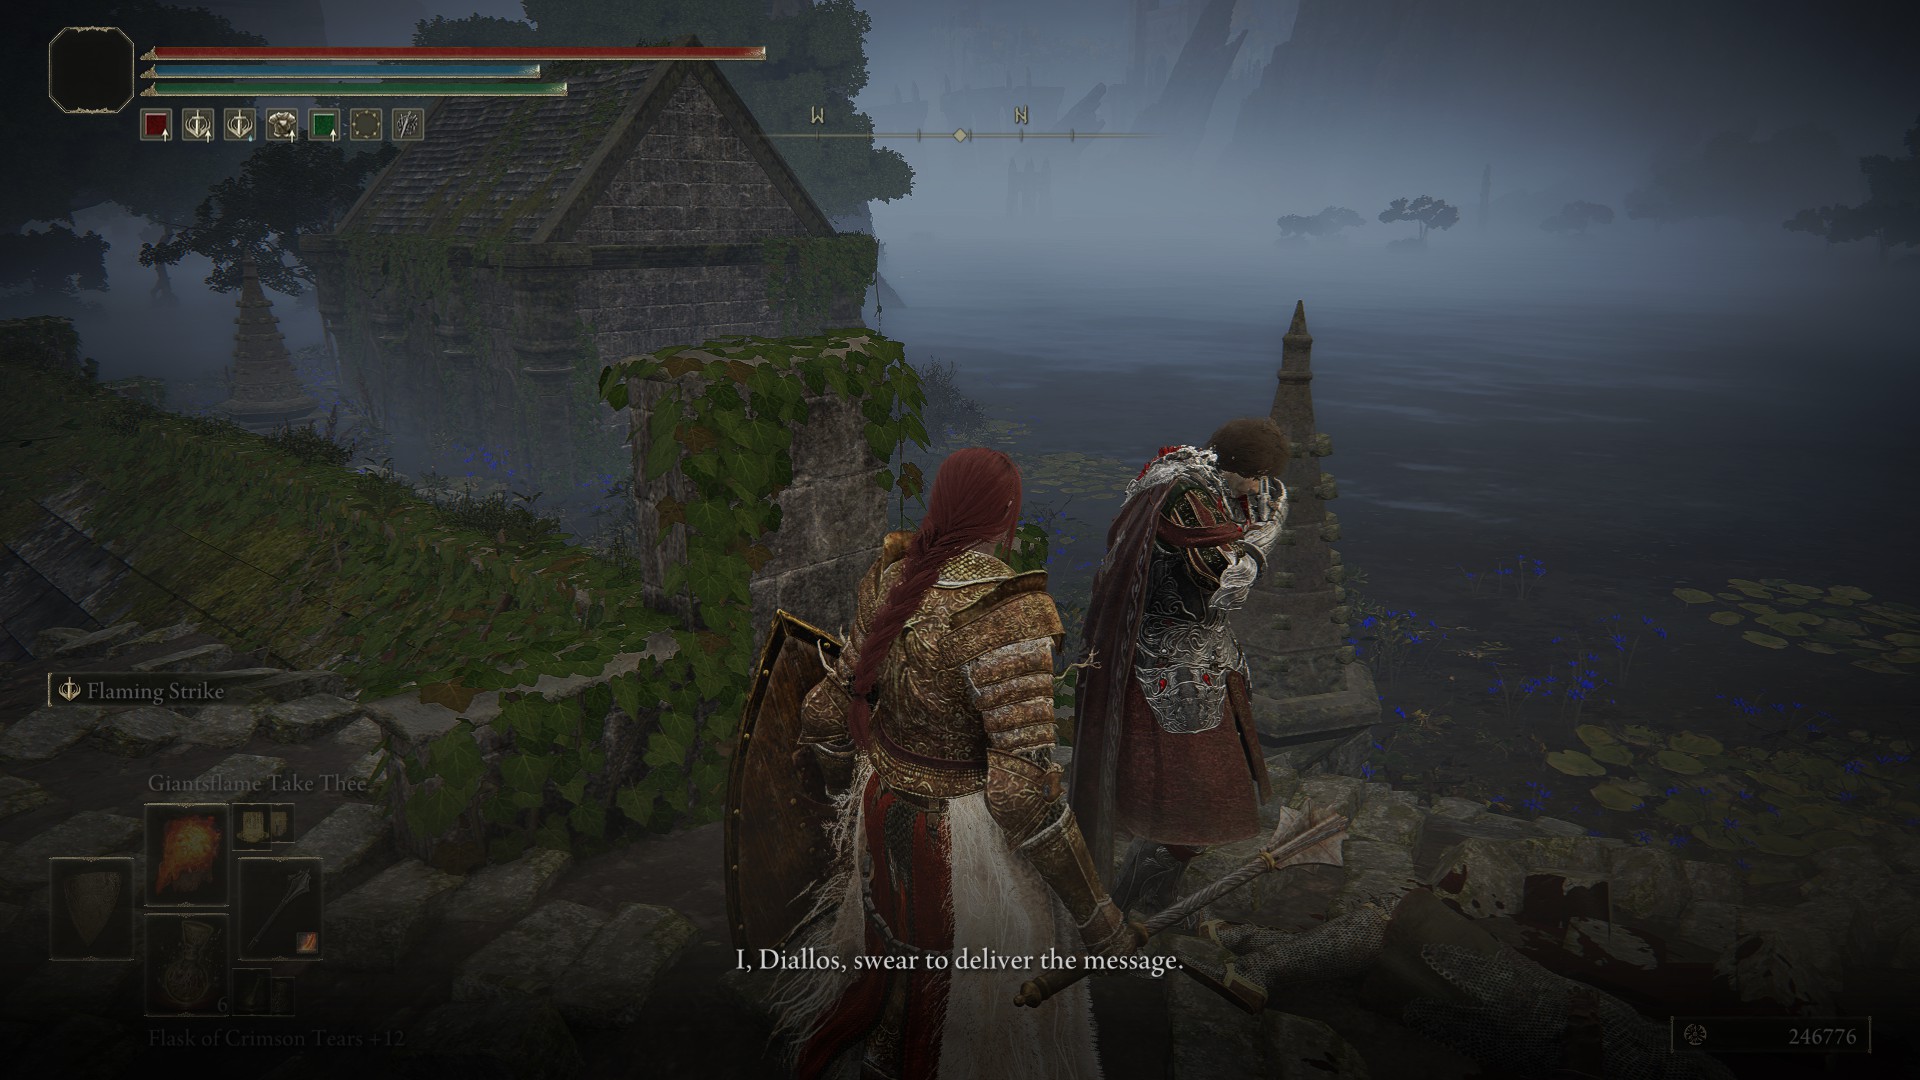 W
N
Flaming Strike
Giantsflame Take Thee
6
Flask of Crimson Tears +12
I, Diallos, swear to deliver the message.
246776